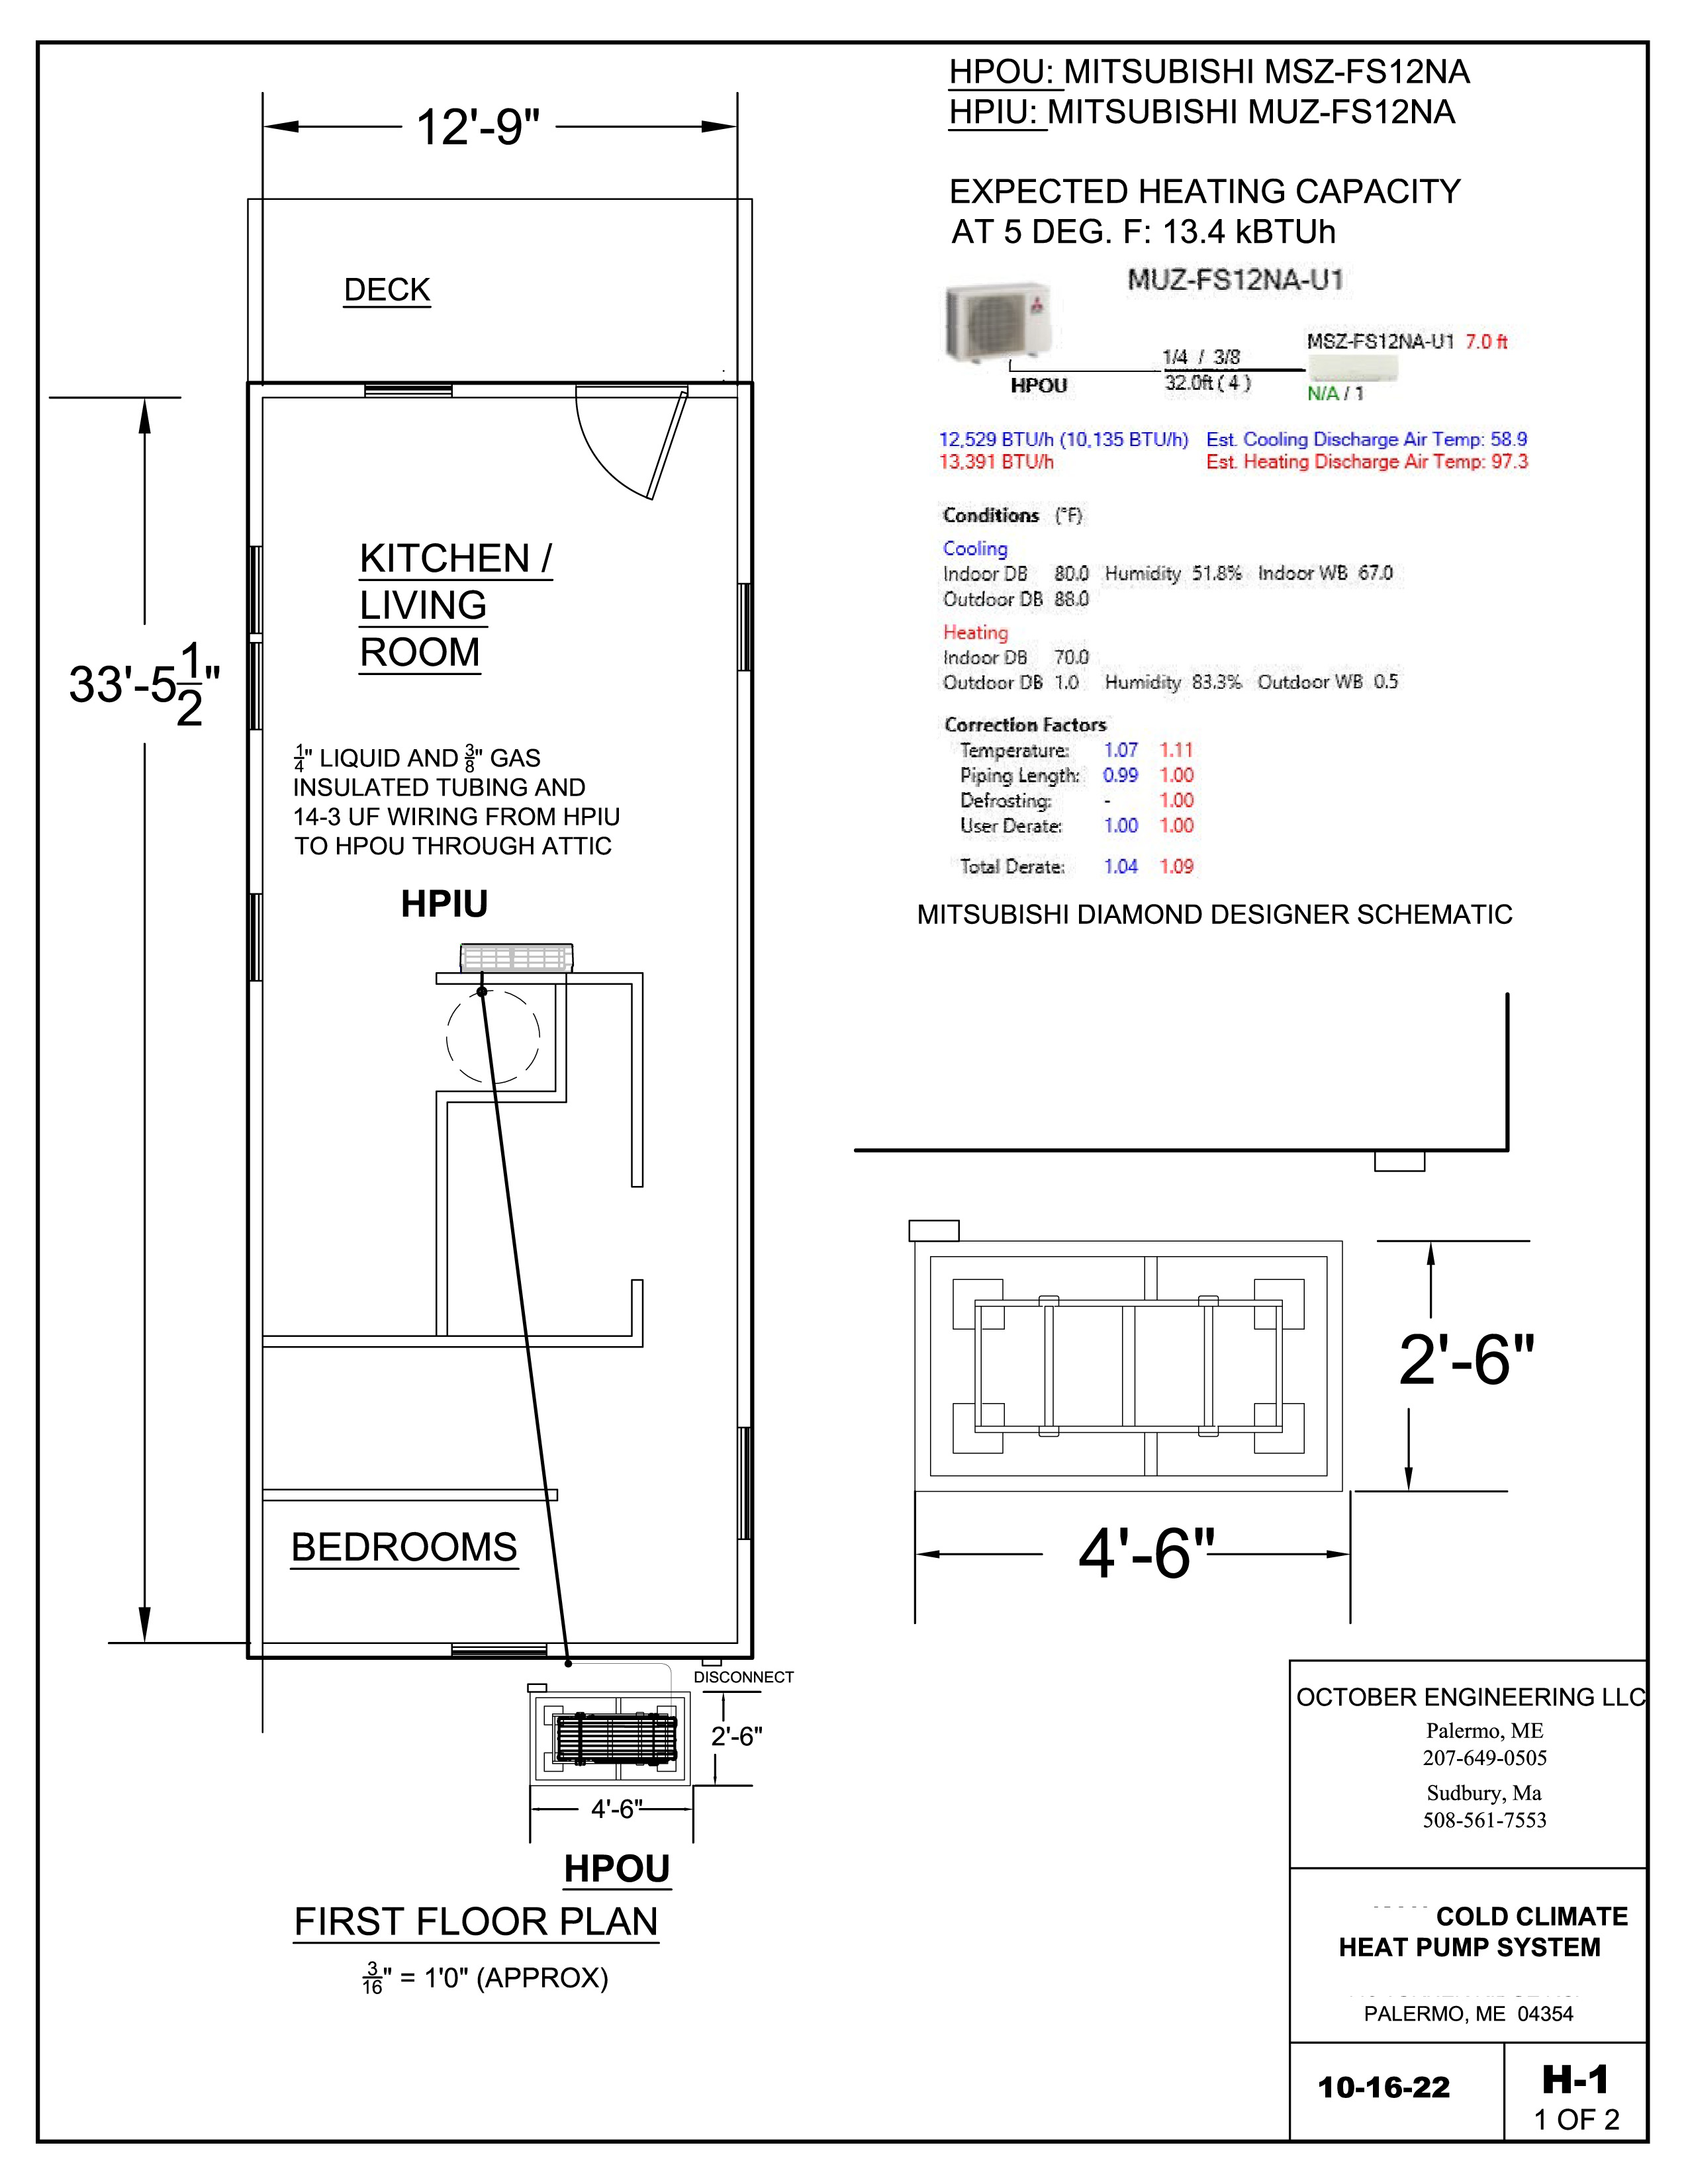 12'-9"
DECK
33'-5 1/2"
KITCHEN /
LIVING
ROOM
1/4" LIQUID AND 3/8" GAS
INSULATED TUBING AND
14-3 UF WIRING FROM HPIU
TO HPOU THROUGH ATTIC
HPIU
BEDROOMS
DISCONNECT
2'-6"
4'-6"
HPOU
FIRST FLOOR PLAN
3/16" = 1'0" (APPROX)
HPOU: MITSUBISHI MSZ-FS12NA
HPIU: MITSUBISHI MUZ-FS12NA
EXPECTED HEATING CAPACITY
AT 5 DEG. F: 13.4 kBTUh
MUZ-FS12NA-U1
MSZ-FS12NA-U1 7.0 ft
1/4 / 3/8
HPOU
32.0ft ( 4 )
N/A / 1
12,529 BTU/h (10,135 BTU/h) Est. Cooling Discharge Air Temp: 58.9
13,391 BTU/h Est. Heating Discharge Air Temp: 97.3
Conditions (°F)
Cooling
Indoor DB 80.0 Humidity 51.8% Indoor WB 67.0
Outdoor DB 88.0
Heating
Indoor DB 70.0
Outdoor DB 1.0 Humidity 83.3% Outdoor WB 0.5
Correction Factors
Temperature: 1.07 1.11
Piping Length: 0.99 1.00
Defrosting: - 1.00
User Derate: 1.00 1.00
Total Derate: 1.04 1.09
MITSUBISHI DIAMOND DESIGNER SCHEMATIC
2'-6"
4'-6"
OCTOBER ENGINEERING LLC
Palermo, ME
207-649-0505
Sudbury, Ma
508-561-7553
COLD CLIMATE
HEAT PUMP SYSTEM
PALERMO, ME 04354
10-16-22
H-1
1 OF 2